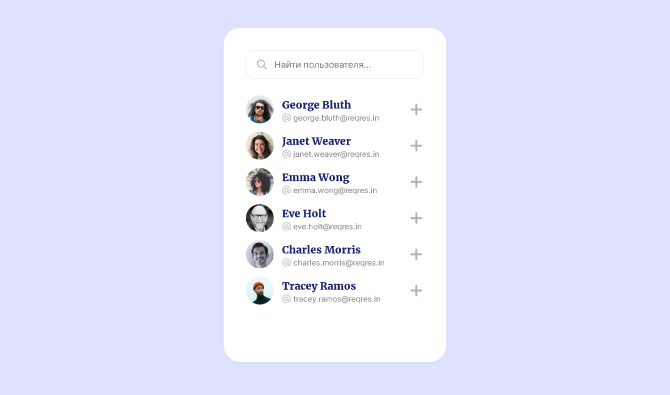 Найти пользователя...
George Bluth
@ george.bluth@reqres.in
Janet Weaver
@ janet.weaver@reqres.in
Emma Wong
@ emma.wong@reqres.in
Eve Holt
@ eve.holt@reqres.in
Charles Morris
@ charles.morris@reqres.in
Tracey Ramos
@ tracey.ramos@reqres.in